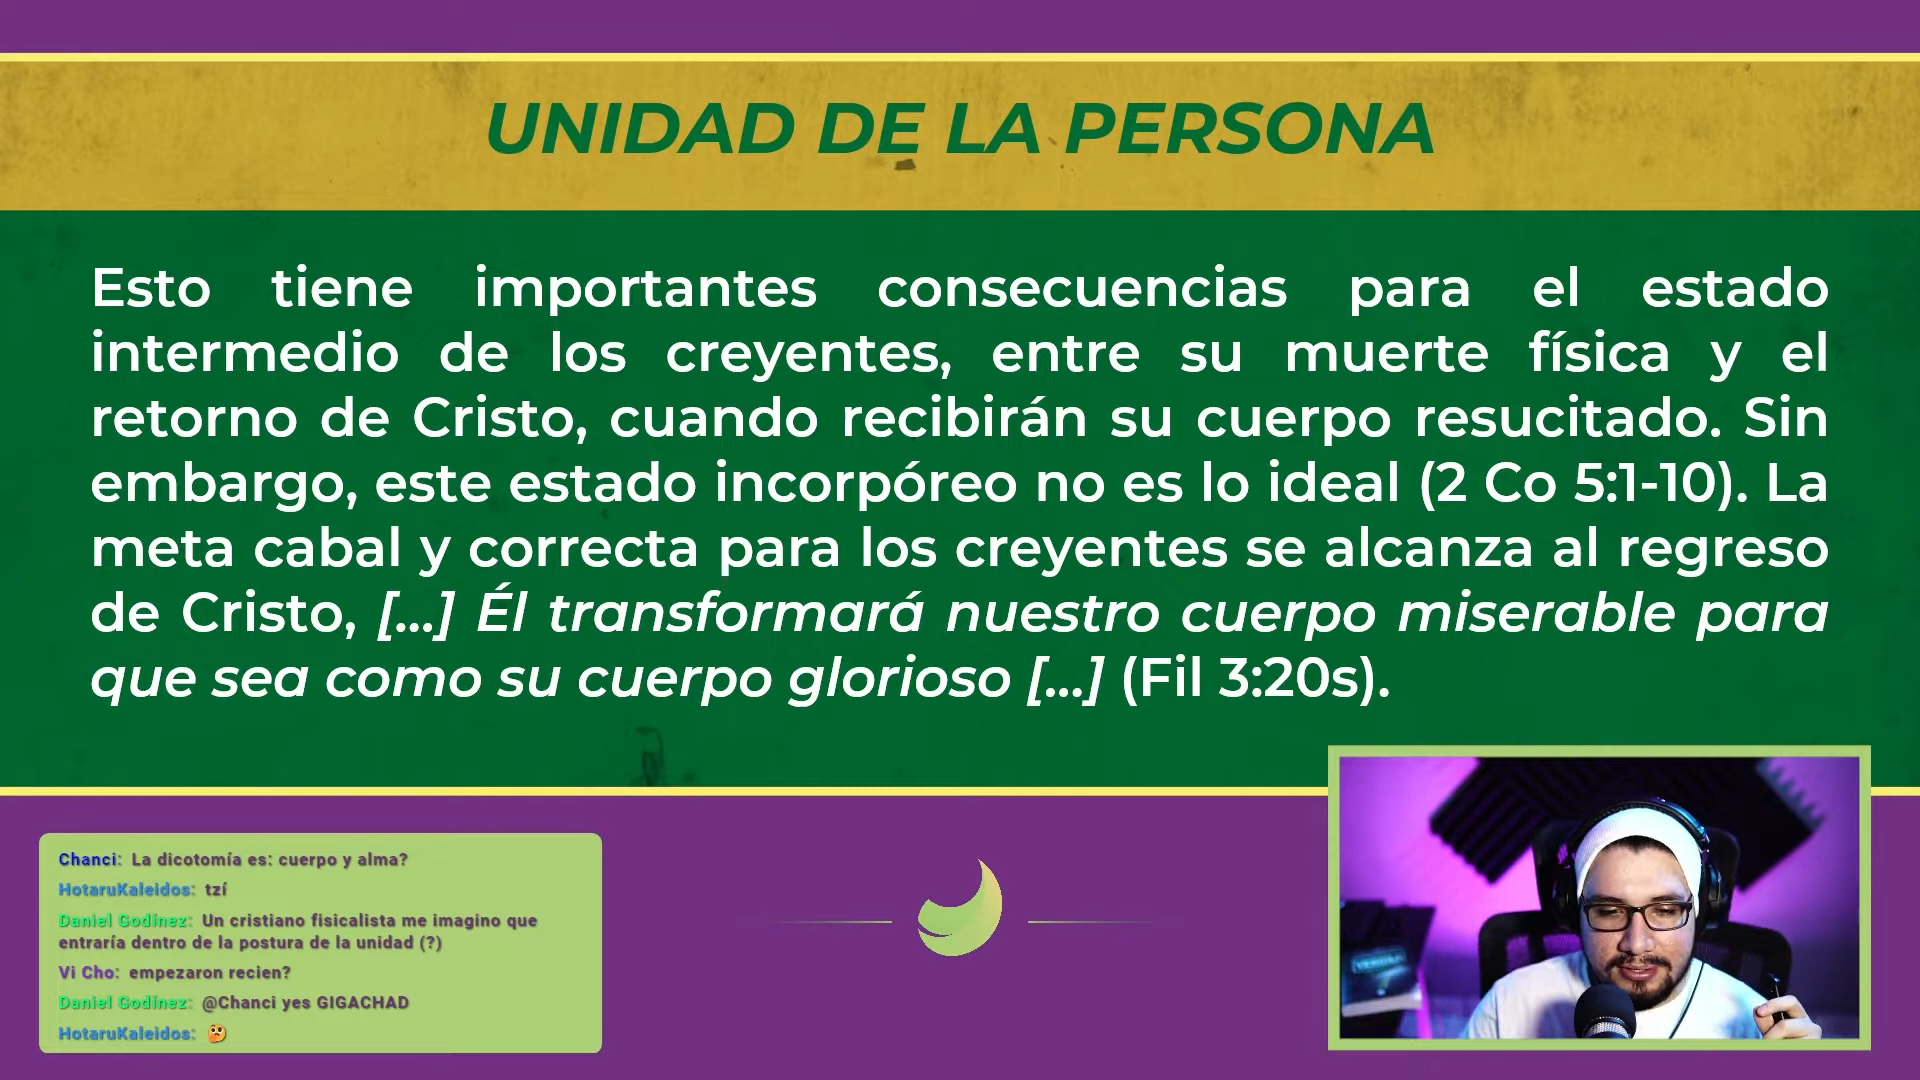 UNIDAD DE LA PERSONA
Esto tiene importantes consecuencias para el estado
intermedio de los creyentes, entre su muerte física y el
retorno de Cristo, cuando recibirán su cuerpo resucitado. Sin
embargo, este estado incorpóreo no es lo ideal (2 Co 5:1-10). La
meta cabal y correcta para los creyentes se alcanza al regreso
de Cristo, [...] Él transformará nuestro cuerpo miserable para
que sea como su cuerpo glorioso [...] (Fil 3:20s).
Chanci: La dicotomía es: cuerpo y alma?
HotaruKaleidos: tzí
Daniel Godínez: Un cristiano fisicalista me imagino que
entraría dentro de la postura de la unidad (?)
Vi Cho: empezaron recien?
Daniel Godínez: @Chanci yes GIGACHAD
HotaruKaleidos: 🤔